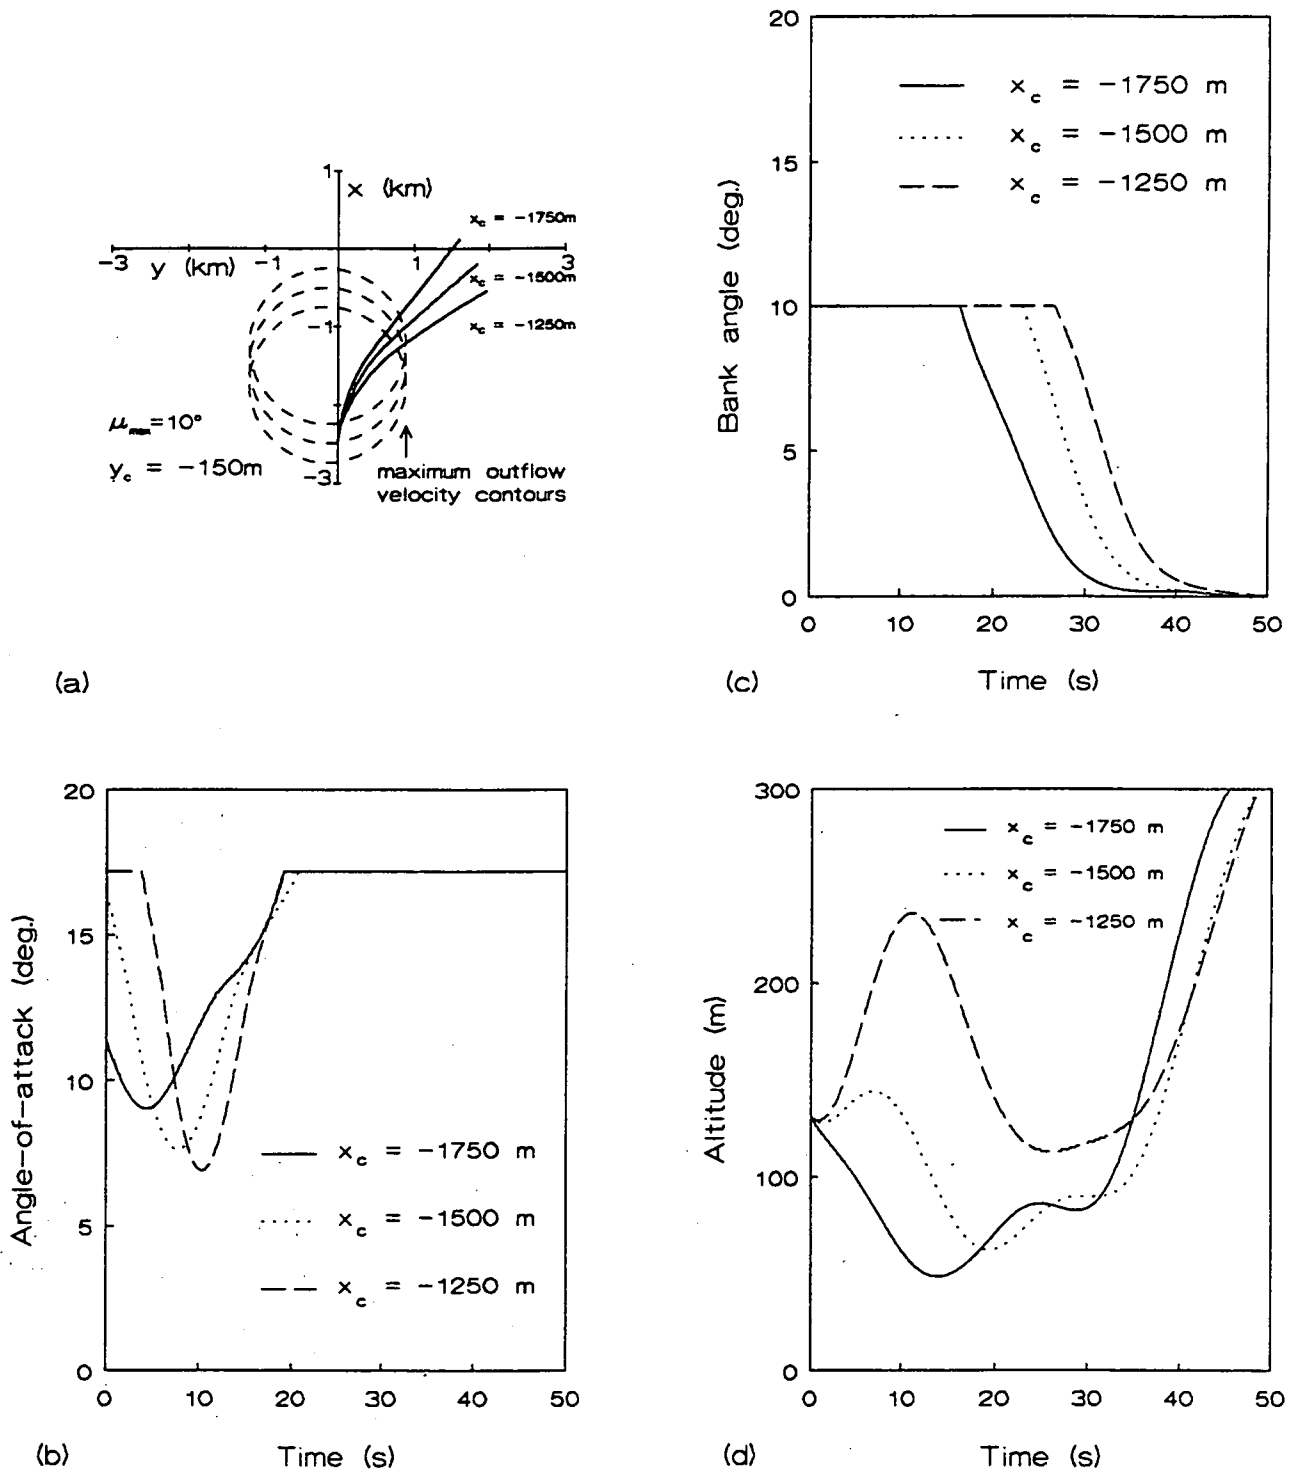 1
x (km)
x_c = -1750m
-3
y (km)
-1
1
3
x_c = -1500m
-1
x_c = -1250m
μ_max=10°
y_c = -150m
-3
maximum outflow
velocity contours
(a)
20
15
10
5
0
Bank angle (deg.)
x_c = -1750 m
x_c = -1500 m
x_c = -1250 m
0 10 20 30 40 50
Time (s)
(c)
20
15
10
5
0
Angle-of-attack (deg.)
x_c = -1750 m
x_c = -1500 m
x_c = -1250 m
0 10 20 30 40 50
Time (s)
(b)
300
200
100
0
Altitude (m)
x_c = -1750 m
x_c = -1500 m
x_c = -1250 m
0 10 20 30 40 50
Time (s)
(d)